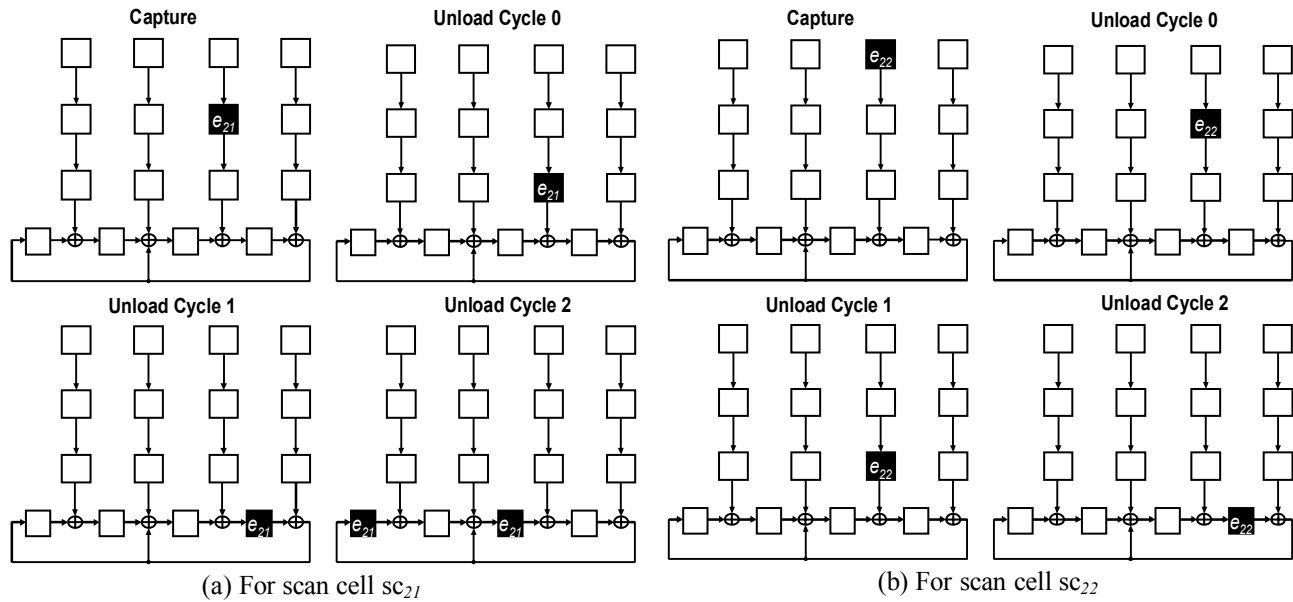 Capture
Unload Cycle 0
Capture
Unload Cycle 0
e21
e21
e22
e22
Unload Cycle 1
Unload Cycle 2
Unload Cycle 1
Unload Cycle 2
e21
e21
e21
e22
e22
(a) For scan cell sc21
(b) For scan cell sc22